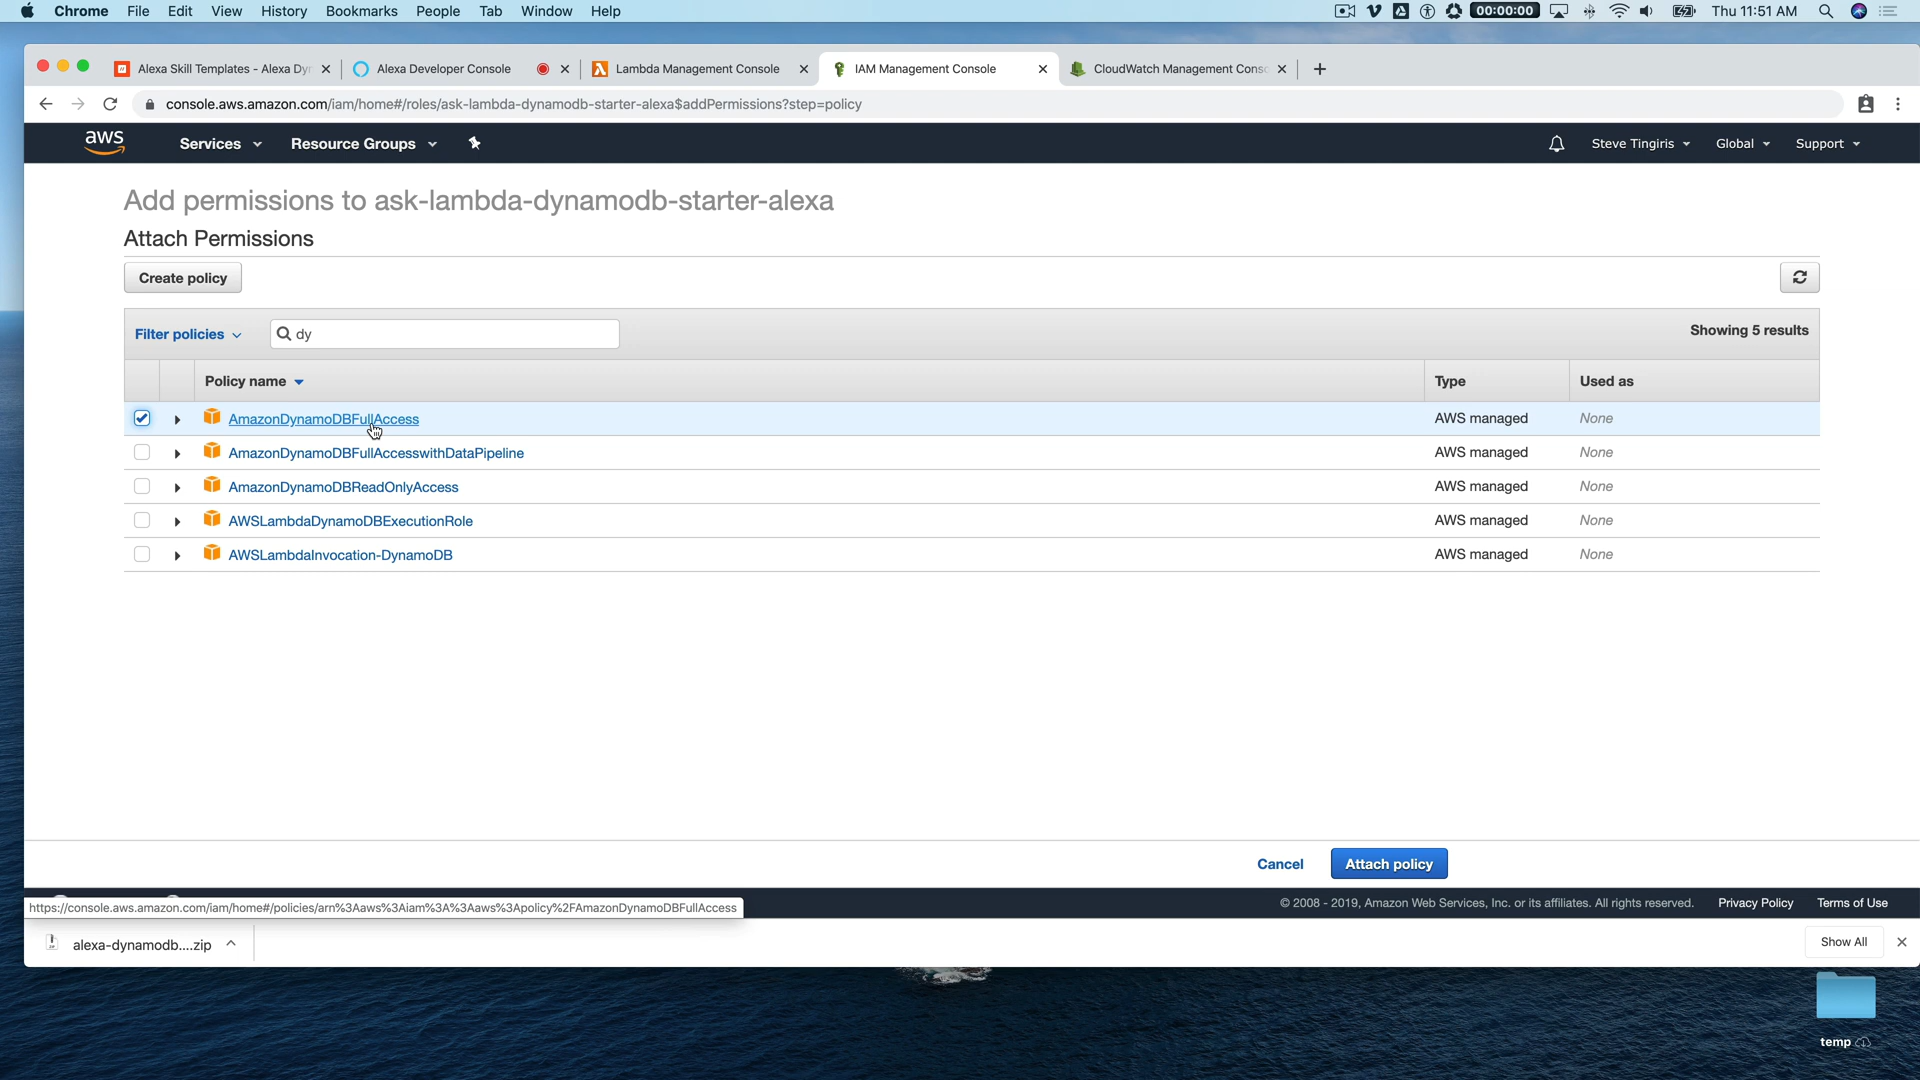 Chrome File Edit View History Bookmarks People Tab Window Help 00:00:00 Thu 11:51 AM
Alexa Skill Templates - Alexa Dyn Alexa Developer Console Lambda Management Console IAM Management Console CloudWatch Management Conso
console.aws.amazon.com/iam/home#/roles/ask-lambda-dynamodb-starter-alexa$addPermissions?step=policy
aws Services Resource Groups Steve Tingiris Global Support
Add permissions to ask-lambda-dynamodb-starter-alexa
Attach Permissions
Create policy
Filter policies dy Showing 5 results
Policy name Type Used as
AmazonDynamoDBFullAccess AWS managed None
AmazonDynamoDBFullAccesswithDataPipeline AWS managed None
AmazonDynamoDBReadOnlyAccess AWS managed None
AWSLambdaDynamoDBExecutionRole AWS managed None
AWSLambdaInvocation-DynamoDB AWS managed None
Cancel Attach policy
https://console.aws.amazon.com/iam/home#/policies/arn%3Aaws%3Aiam%3A%3Aaws%3Apolicy%2FAmazonDynamoDBFullAccess © 2008 - 2019, Amazon Web Services, Inc. or its affiliates. All rights reserved. Privacy Policy Terms of Use
alexa-dynamodb....zip Show All
temp